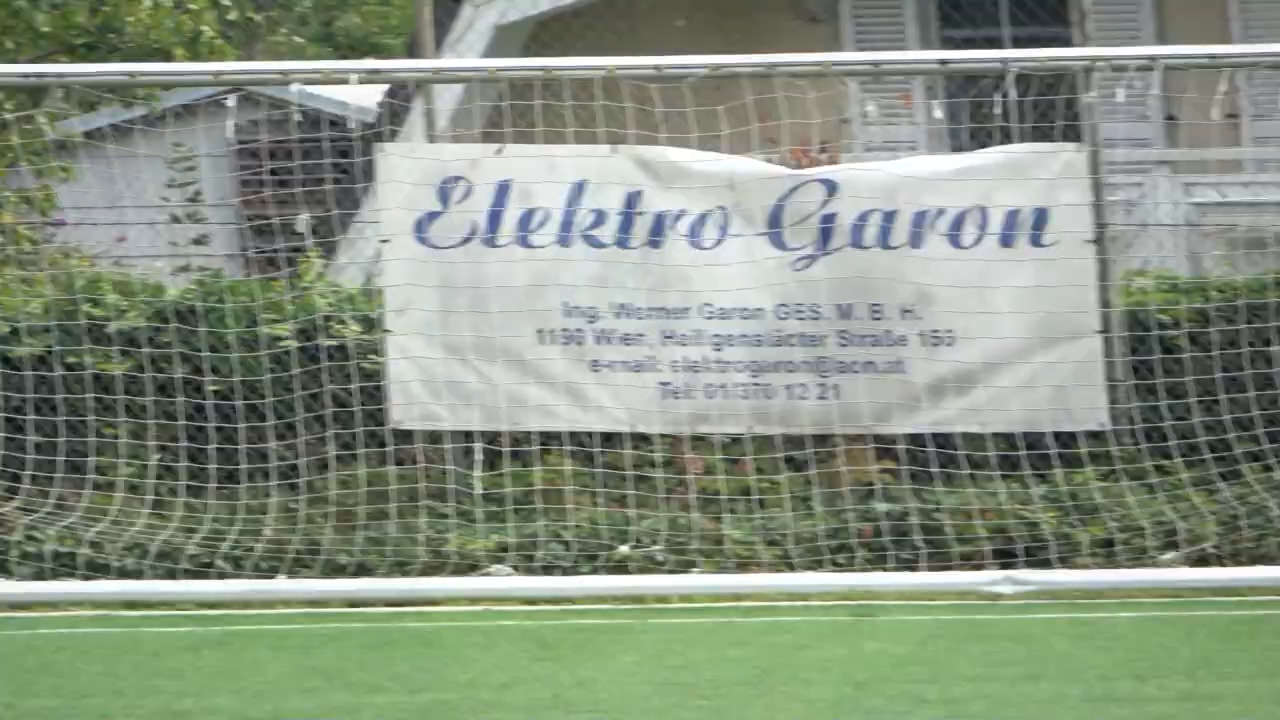 Elektro Garon
Ing. Werner Garon GES. M. B. H.
1190 Wien, Heiligenstädter Straße
e-mail: elektrogaron@aon.at
Tel: 01/370 12 21